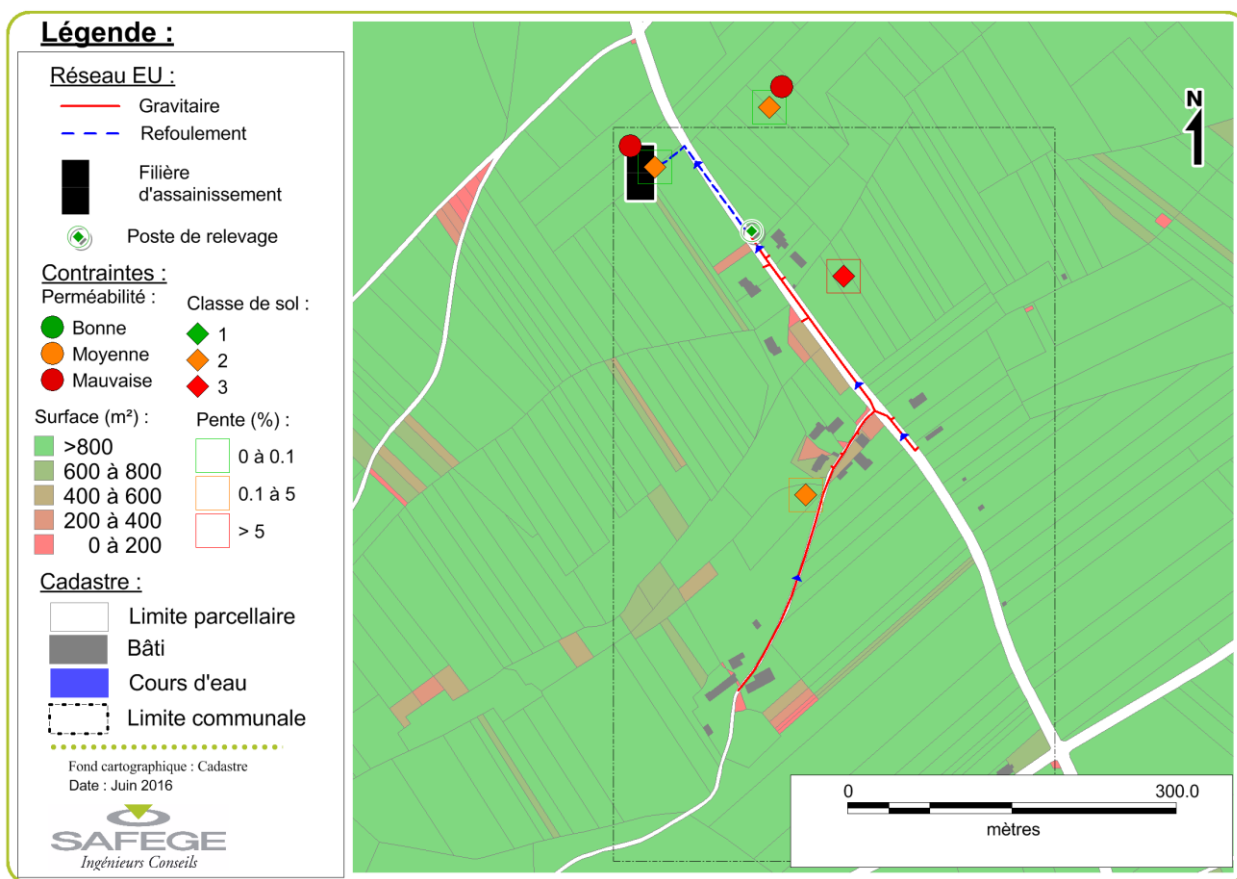 Légende :
Réseau EU :
Gravitaire
Refoulement
Filière
d'assainissement
Poste de relevage
Contraintes :
Perméabilité :
Bonne
Moyenne
Mauvaise
Classe de sol :
1
2
3
Surface (m²) :
>800
600 à 800
400 à 600
200 à 400
0 à 200
Pente (%) :
0 à 0.1
0.1 à 5
> 5
Cadastre :
Limite parcellaire
Bâti
Cours d'eau
Limite communale
Fond cartographique : Cadastre
Date : Juin 2016
SAFEGE
Ingénieurs Conseils
N
0 300.0
mètres